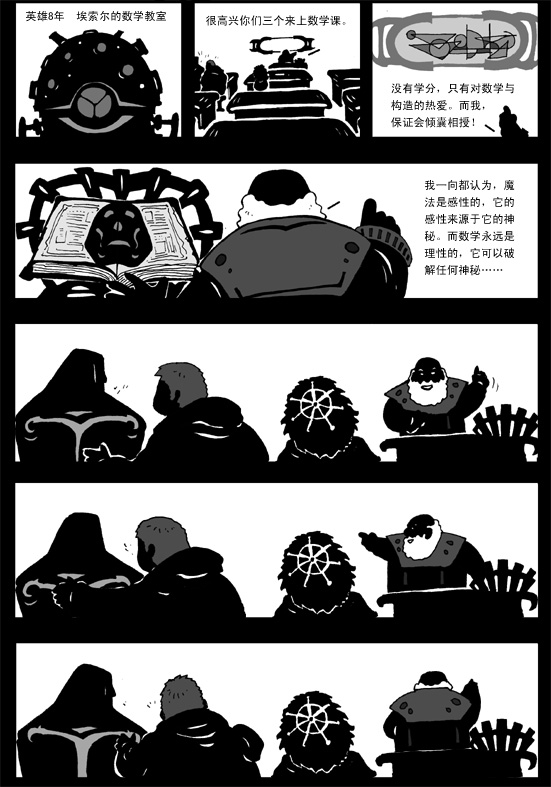 英雄8年 埃索尔的数学教室
很高兴你们三个来上数学课。
没有学分，只有对数学与
构造的热爱。而我，
保证会倾囊相授！
我一向都认为，魔
法是感性的，它的
感性来源于它的神
秘。而数学永远是
理性的，它可以破
解任何神秘……